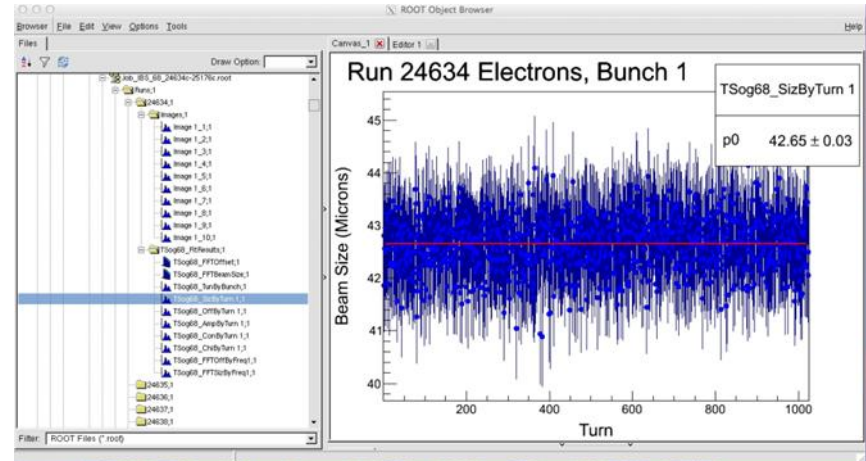 ROOT Object Browser
Browser File Edit View Options Tools Help
Files
Draw Option:
Job_IBS_68_24634c-25176c.root
Runs;1
24634;1
Images;1
Image 1_1;1
Image 1_2;1
Image 1_3;1
Image 1_4;1
Image 1_5;1
Image 1_6;1
Image 1_7;1
Image 1_8;1
Image 1_9;1
Image 1_10;1
TSog68_FitResults;1
TSog68_FFTOffset;1
TSog68_FFTBeamSize;1
TSog68_TunByBunch;1
TSog68_SizByTurn 1;1
TSog68_OffByTurn 1;1
TSog68_AmpByTurn 1;1
TSog68_ConByTurn 1;1
TSog68_ChiByTurn 1;1
TSog68_FFTOffByFreq1;1
TSog68_FFTSizByFreq1;1
24635;1
24636;1
24637;1
24638;1
Filter: ROOT Files (*.root)
Canvas_1 Editor 1
Run 24634 Electrons, Bunch 1
TSog68_SizByTurn 1
p0 42.65 ± 0.03
Beam Size (Microns)
45
44
43
42
41
40
200 400 600 800 1000
Turn